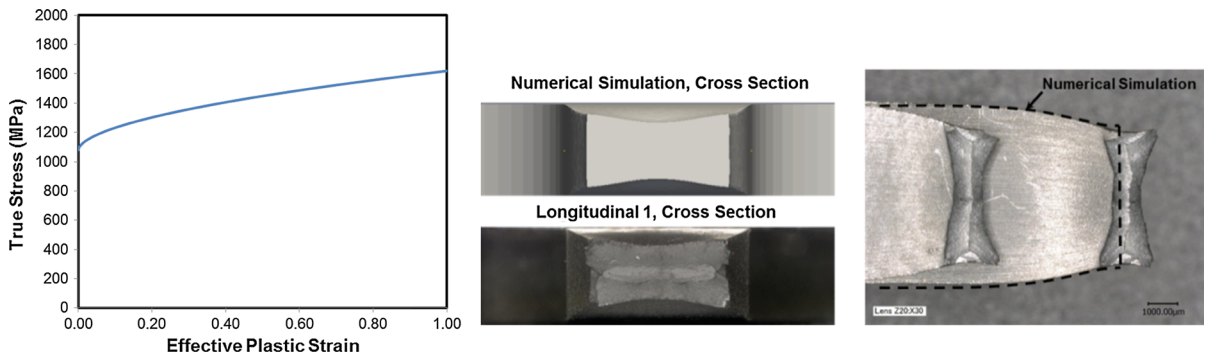 True Stress (MPa)
2000
1800
1600
1400
1200
1000
800
600
400
200
0
0.00 0.20 0.40 0.60 0.80 1.00
Effective Plastic Strain
Numerical Simulation, Cross Section
Longitudinal 1, Cross Section
Numerical Simulation
Lens Z20:X30
1000.00µm